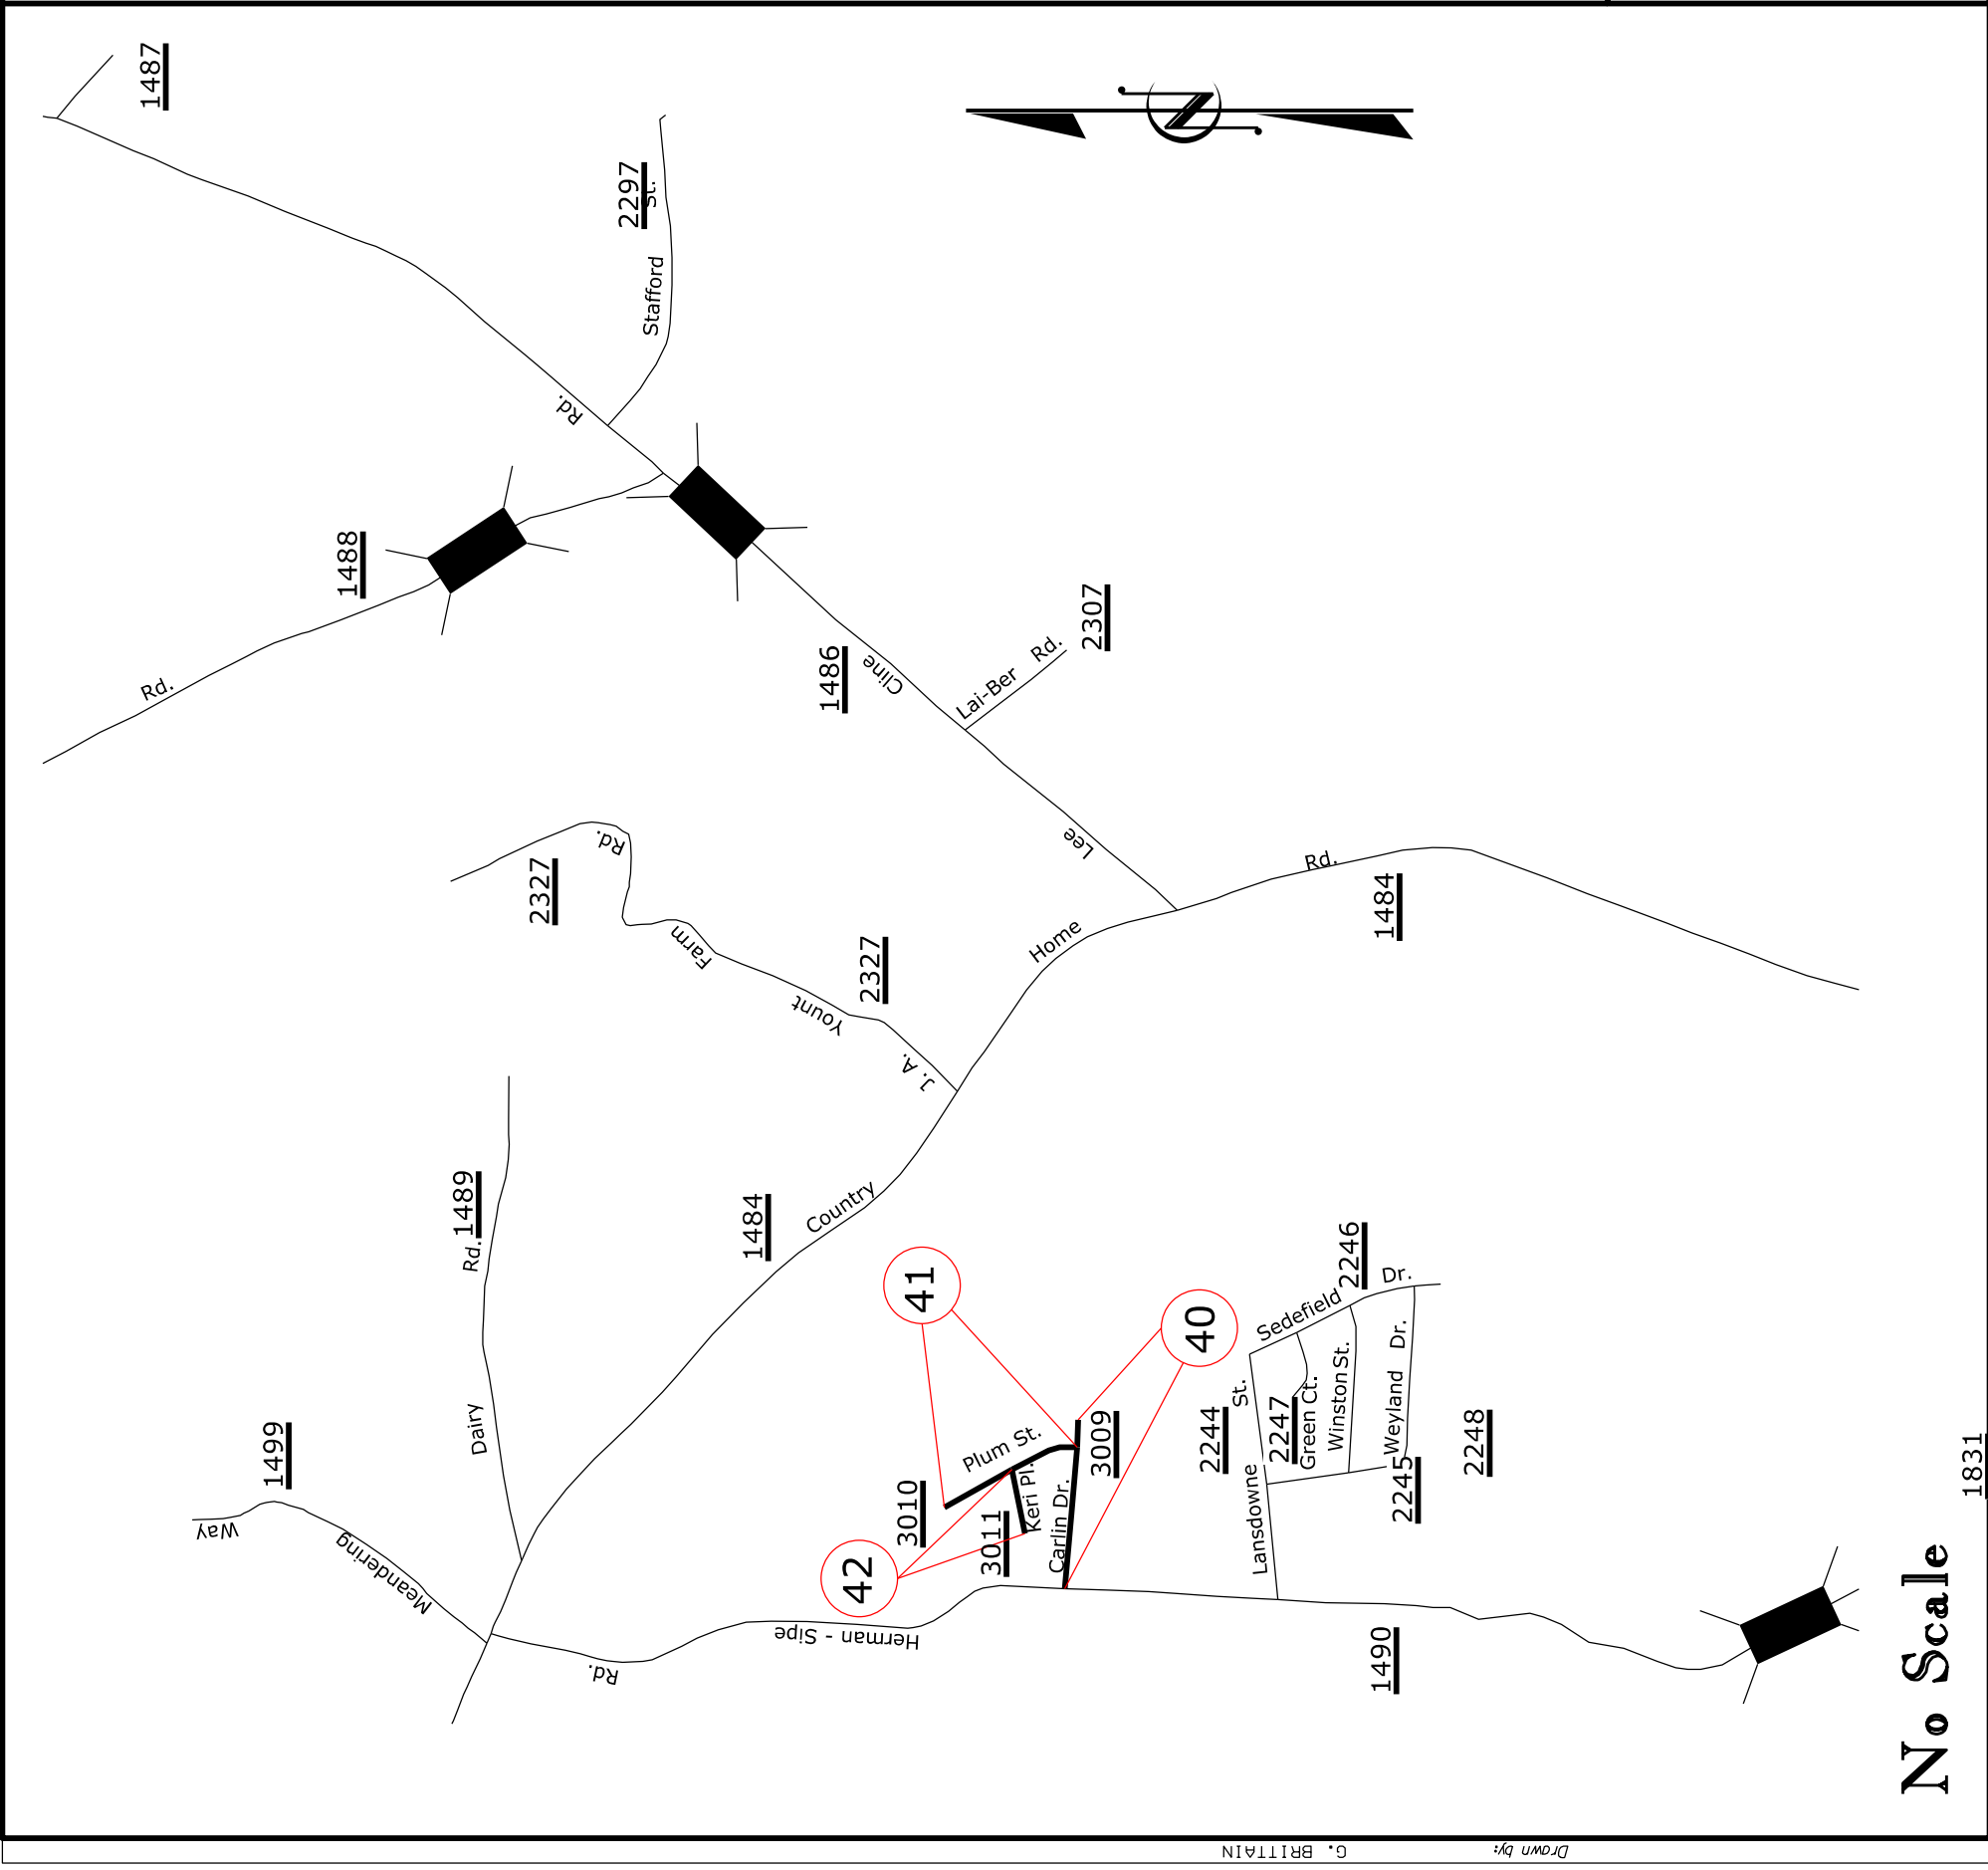 1487
2297
Stafford St.
Rd.
1488
Rd.
N
2307
Lai-Ber Rd.
1486
Cline
Lee
2327
Rd.
Farm
2327
Yount
J. A.
Home
Rd.
1484
1489
Rd.
Dairy
1484
Country
41
40
42
1499
Way
Meandering
Plum St.
3010
3011
Keri Pl.
Carlin Dr.
3009
2246
Dr.
Sedefield
St.
2244
2247
Green Ct.
Winston St.
Weyland Dr.
2245
2248
Lansdowne
Herman - Sipe
Rd.
1490
1831
No Scale
G. BRITTAIN
Drawn by: